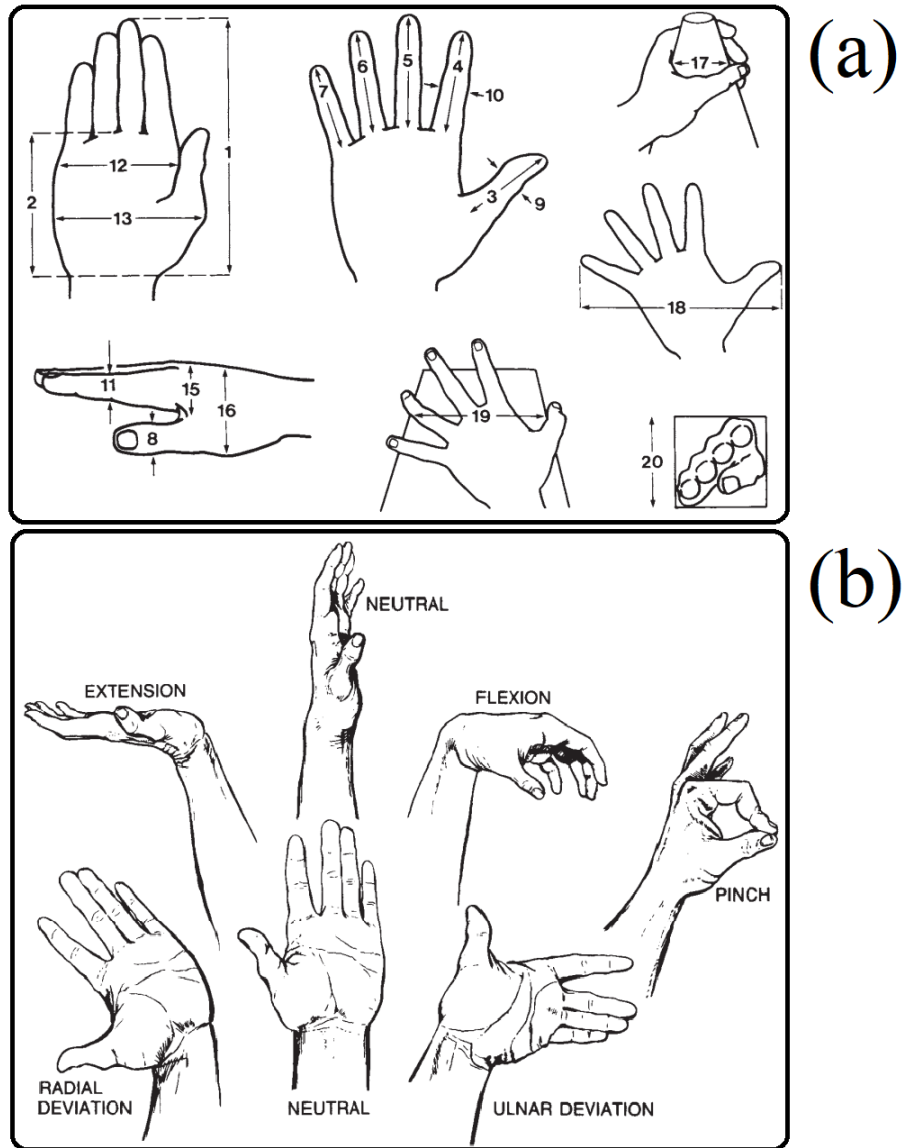 (a)
1
2
12
13
7
6
5
4
10
3
9
17
18
11
15
16
8
19
20
(b)
NEUTRAL
EXTENSION
FLEXION
PINCH
RADIAL
DEVIATION
NEUTRAL
ULNAR DEVIATION